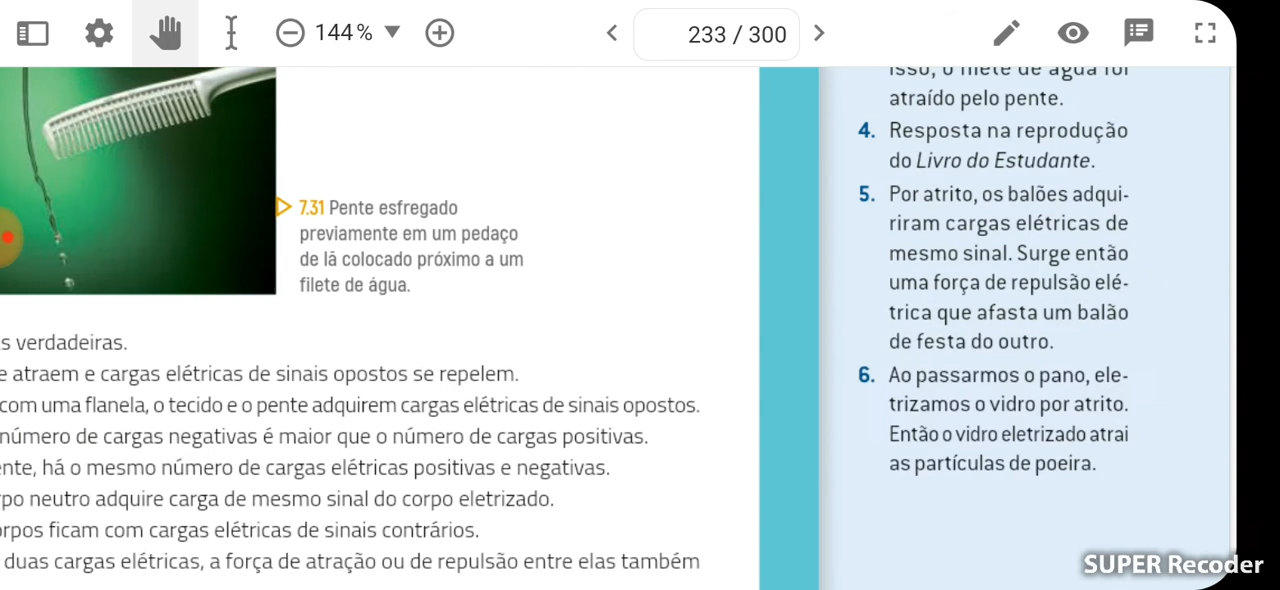 144%
233 / 300
7.31 Pente esfregado
previamente em um pedaço
de lã colocado próximo a um
filete de água.
s verdadeiras.
e atraem e cargas elétricas de sinais opostos se repelem.
com uma flanela, o tecido e o pente adquirem cargas elétricas de sinais opostos.
número de cargas negativas é maior que o número de cargas positivas.
ente, há o mesmo número de cargas elétricas positivas e negativas.
rpo neutro adquire carga de mesmo sinal do corpo eletrizado.
orpos ficam com cargas elétricas de sinais contrários.
duas cargas elétricas, a força de atração ou de repulsão entre elas também
isso, o filete de água foi
atraído pelo pente.
4. Resposta na reprodução
do Livro do Estudante.
5. Por atrito, os balões adqui-
riram cargas elétricas de
mesmo sinal. Surge então
uma força de repulsão elé-
trica que afasta um balão
de festa do outro.
6. Ao passarmos o pano, ele-
trizamos o vidro por atrito.
Então o vidro eletrizado atrai
as partículas de poeira.
SUPER Recoder